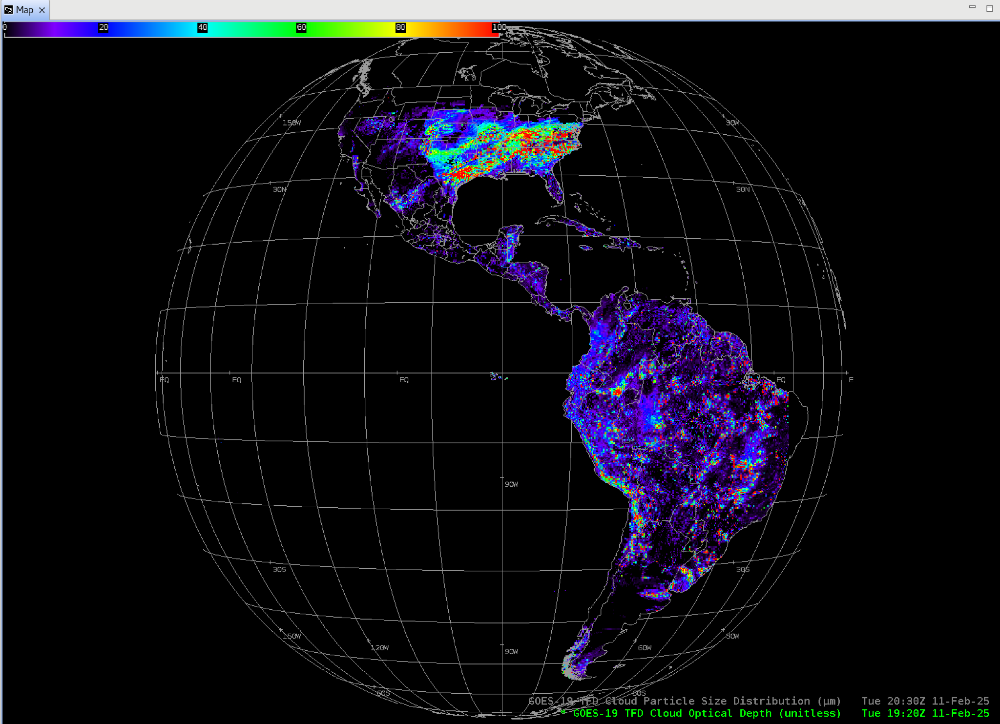 Map
0 20 40 60 80 100
150W 30W
30N 30N
EQ EQ EQ EQ E
90W
30S 30S
150W 30W
120W 90W 60W
60S 60S
GOES-19 TFD Cloud Particle Size Distribution (µm) Tue 20:30Z 11-Feb-25
* GOES-19 TFD Cloud Optical Depth (unitless) Tue 19:20Z 11-Feb-25